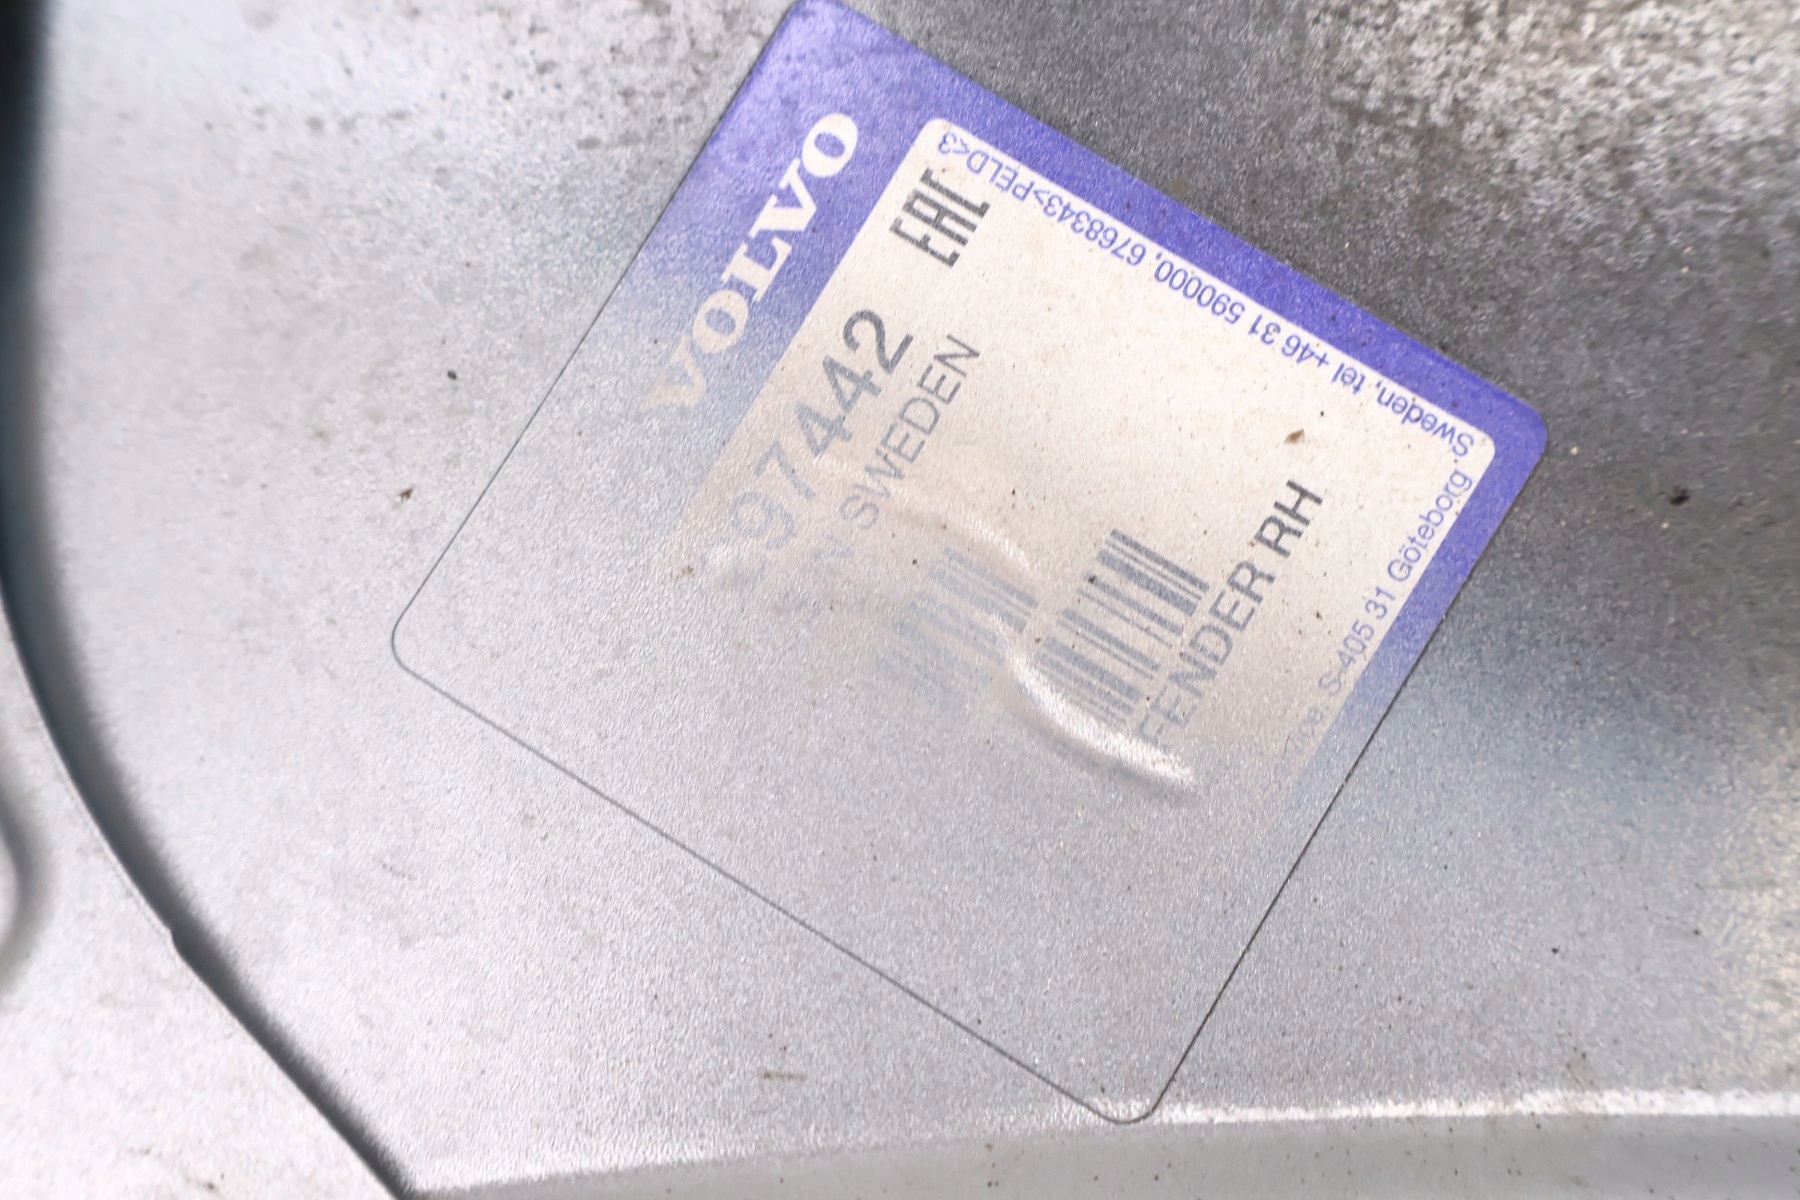 VOLVO
EAC
97442
SWEDEN
FENDER RH
S-405 31 Göteborg.
Sweden, tel +46 31 590000, 6768343>PELD<3